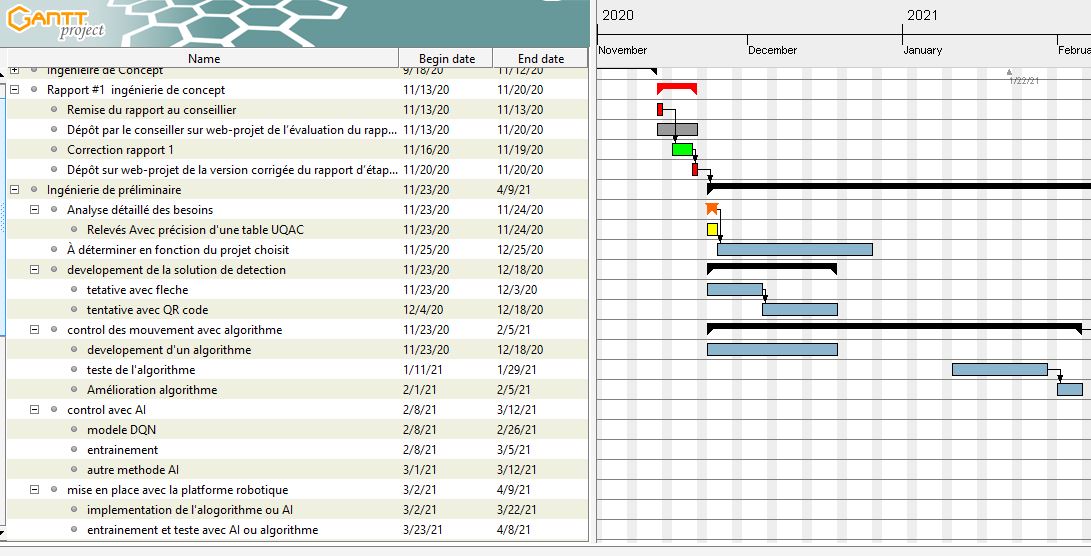 GANTT project
2020
2021
November
December
January
Februa
Name Begin date End date
Ingénieire de Concept 9/18/20 11/12/20
1/22/21
Rapport #1 ingénierie de concept 11/13/20 11/20/20
Remise du rapport au conseillier 11/13/20 11/13/20
Dépôt par le conseiller sur web-projet de l'évaluation du rapp... 11/13/20 11/20/20
Correction rapport 1 11/16/20 11/19/20
Dépôt sur web-projet de la version corrigée du rapport d'étap... 11/20/20 11/20/20
Ingénierie de préliminaire 11/23/20 4/9/21
Analyse détaillé des besoins 11/23/20 11/24/20
Relevés Avec précision d'une table UQAC 11/23/20 11/24/20
À déterminer en fonction du projet choisit 11/25/20 12/25/20
developement de la solution de detection 11/23/20 12/18/20
tetative avec fleche 11/23/20 12/3/20
tentative avec QR code 12/4/20 12/18/20
control des mouvement avec algorithme 11/23/20 2/5/21
developement d'un algorithme 11/23/20 12/18/20
teste de l'algorithme 1/11/21 1/29/21
Amélioration algorithme 2/1/21 2/5/21
control avec AI 2/8/21 3/12/21
modele DQN 2/8/21 2/26/21
entrainement 2/8/21 3/5/21
autre methode AI 3/1/21 3/12/21
mise en place avec la platforme robotique 3/2/21 4/9/21
implementation de l'alogorithme ou AI 3/2/21 3/22/21
entrainement et teste avec AI ou algorithme 3/23/21 4/8/21